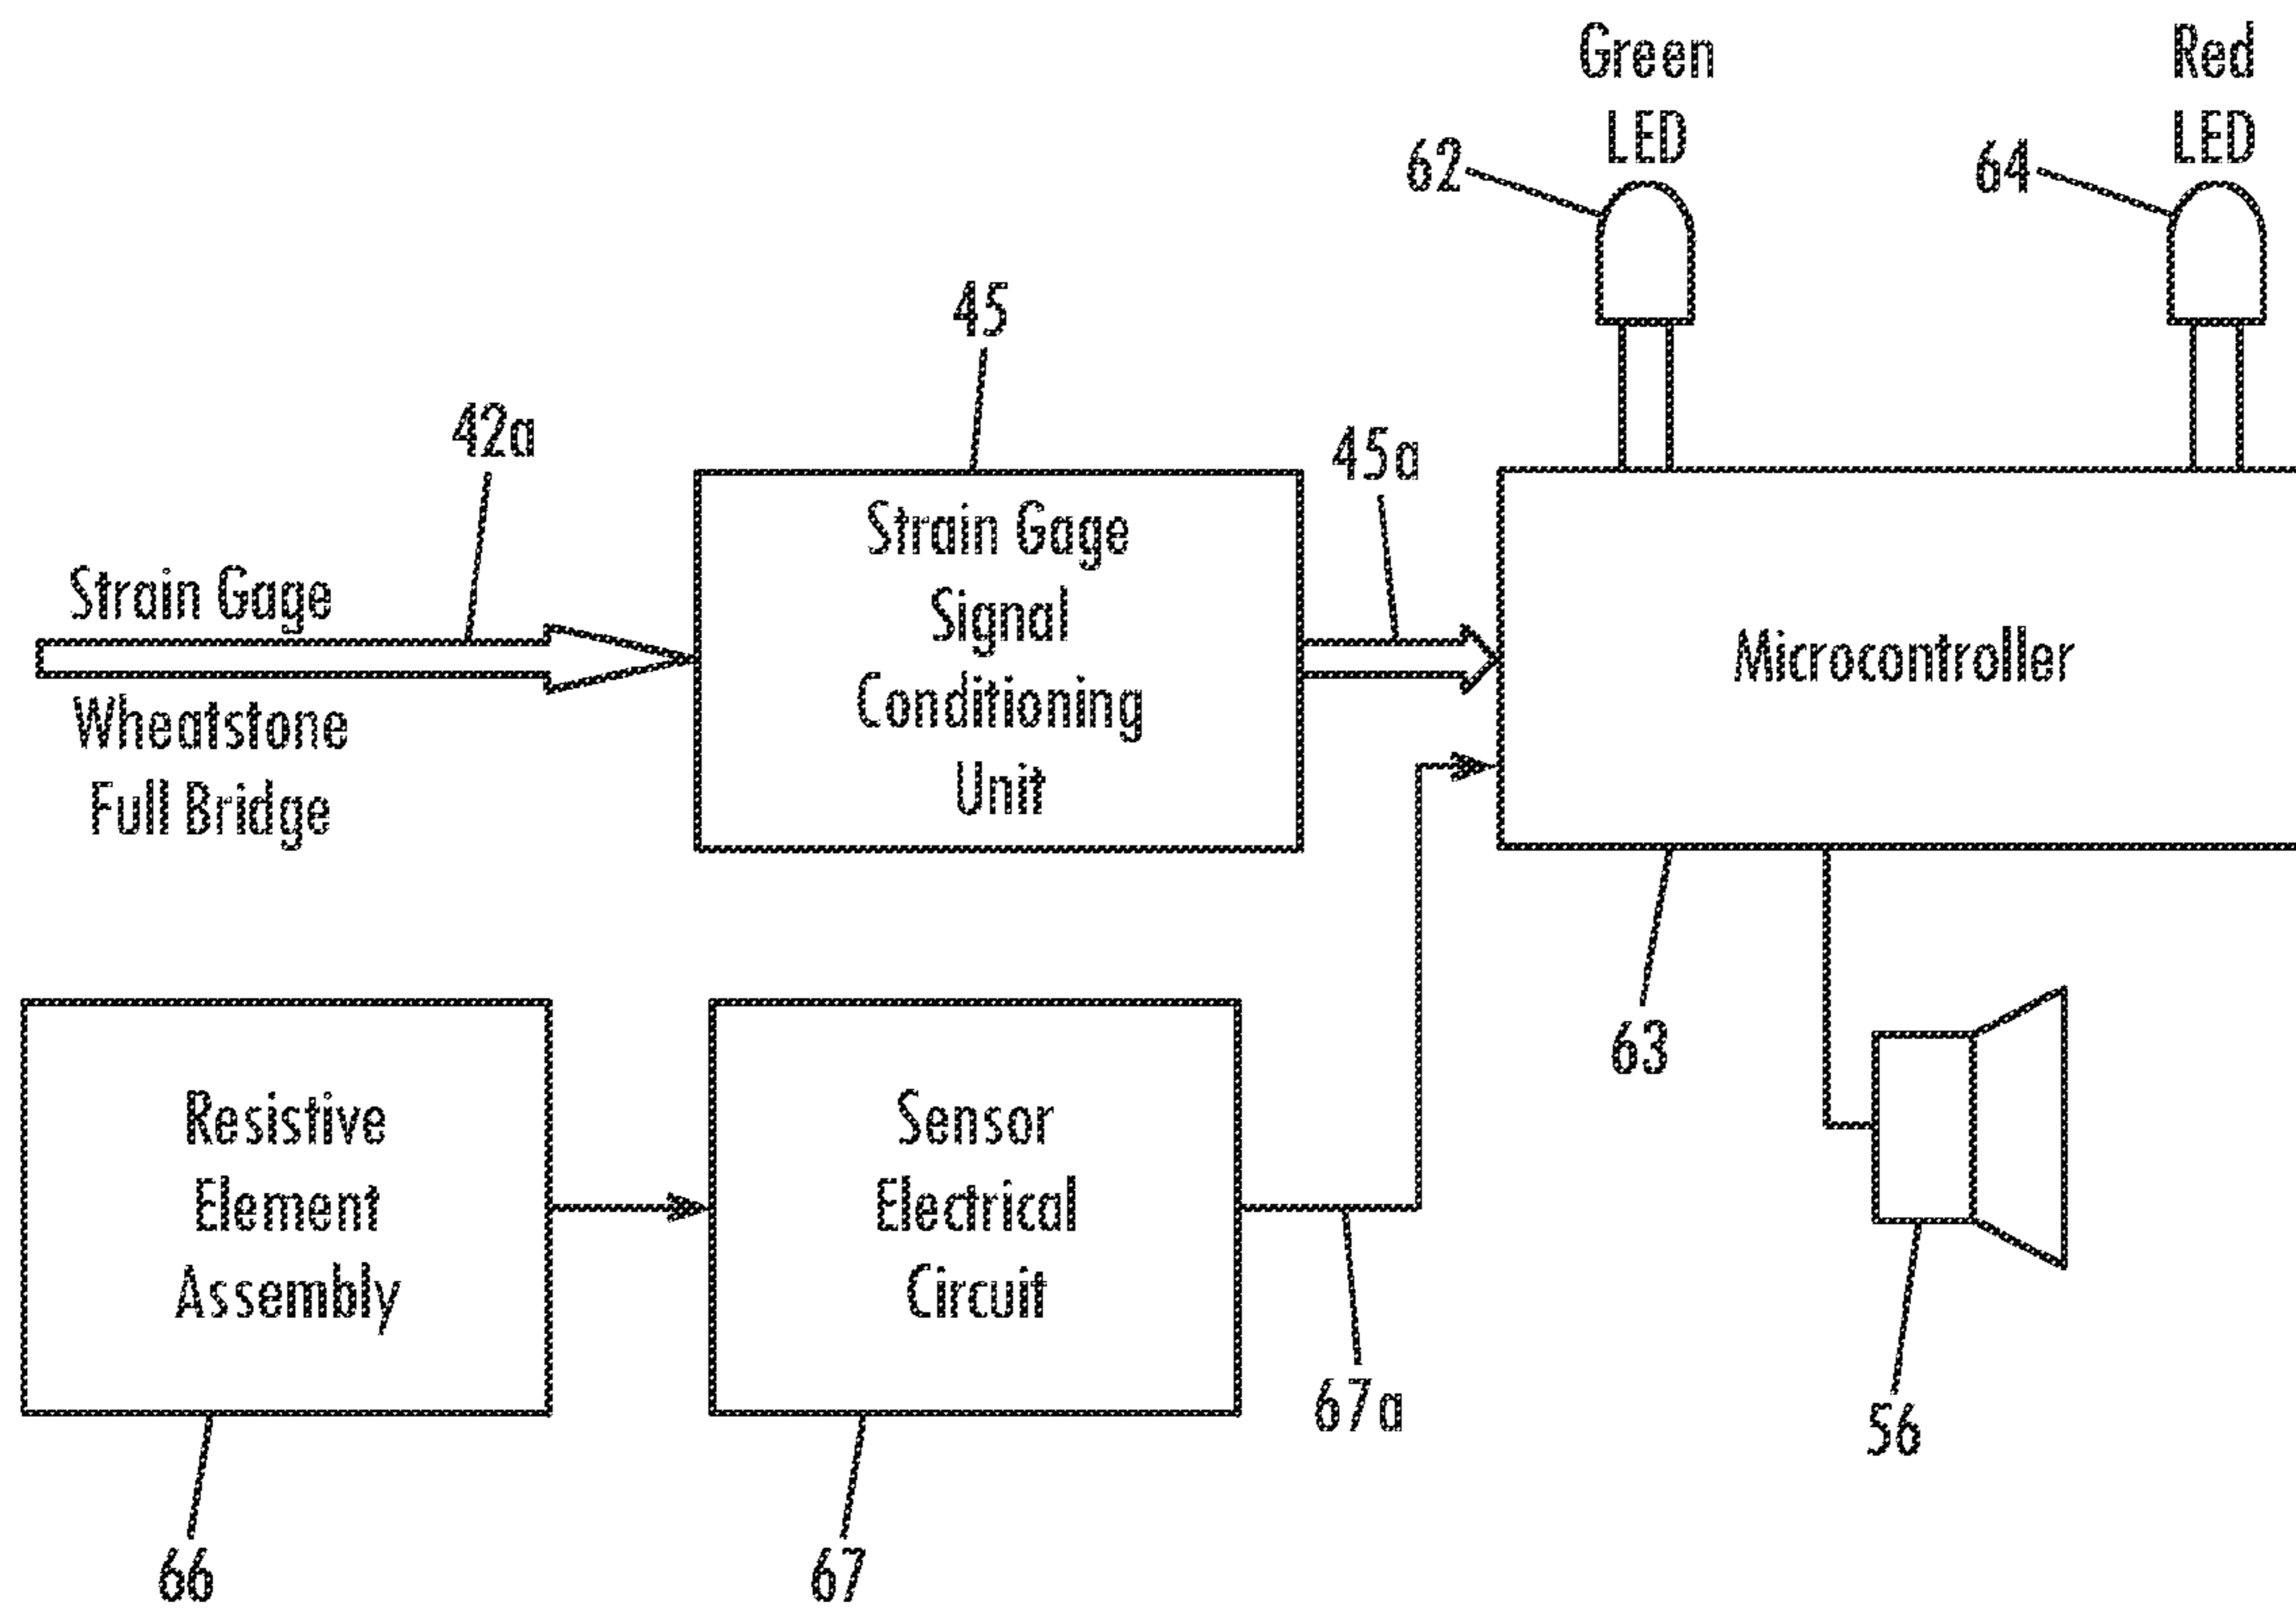 Green
LED
Red
LED
62
64
45
42a
45a
Strain Gage
Wheatstone
Full Bridge
Strain Gage
Signal
Conditioning
Unit
Microcontroller
63
Resistive
Element
Assembly
Sensor
Electrical
Circuit
67a
56
66
67